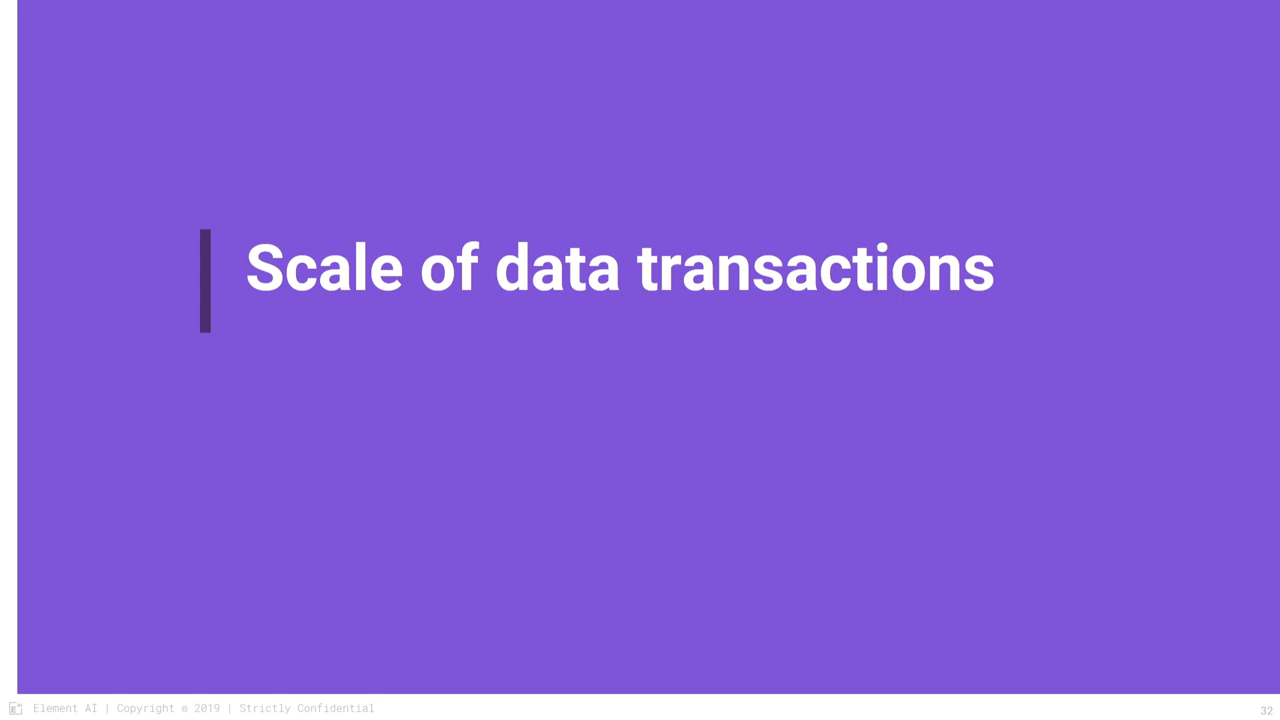 Scale of data transactions
Element AI | Copyright © 2019 | Strictly Confidential
32